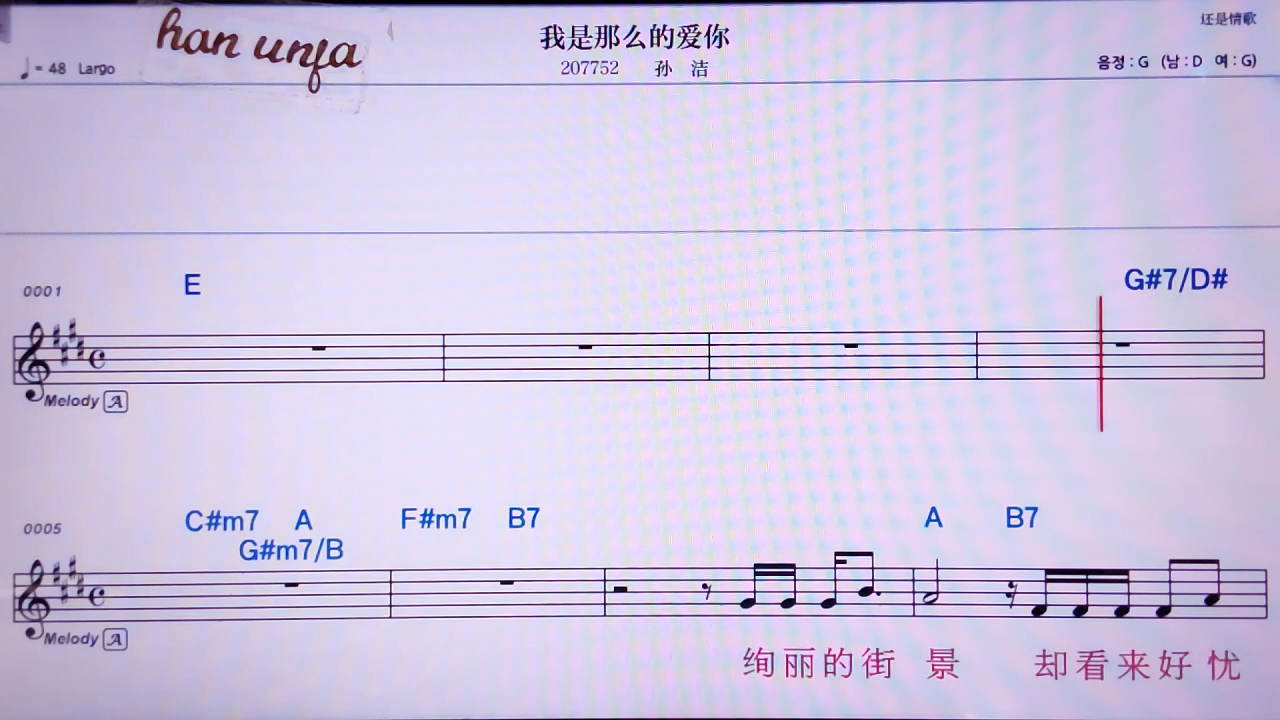 还是情歌
han unfa
我是那么的爱你
♩= 48 Largo
207752 孙 洁
음정 : G (남 : D 여 : G)
0001
E G#7/D#
Melody A
0005
C#m7 A F#m7 B7 A B7
G#m7/B
Melody A
绚丽的街 景 却看来好 忧